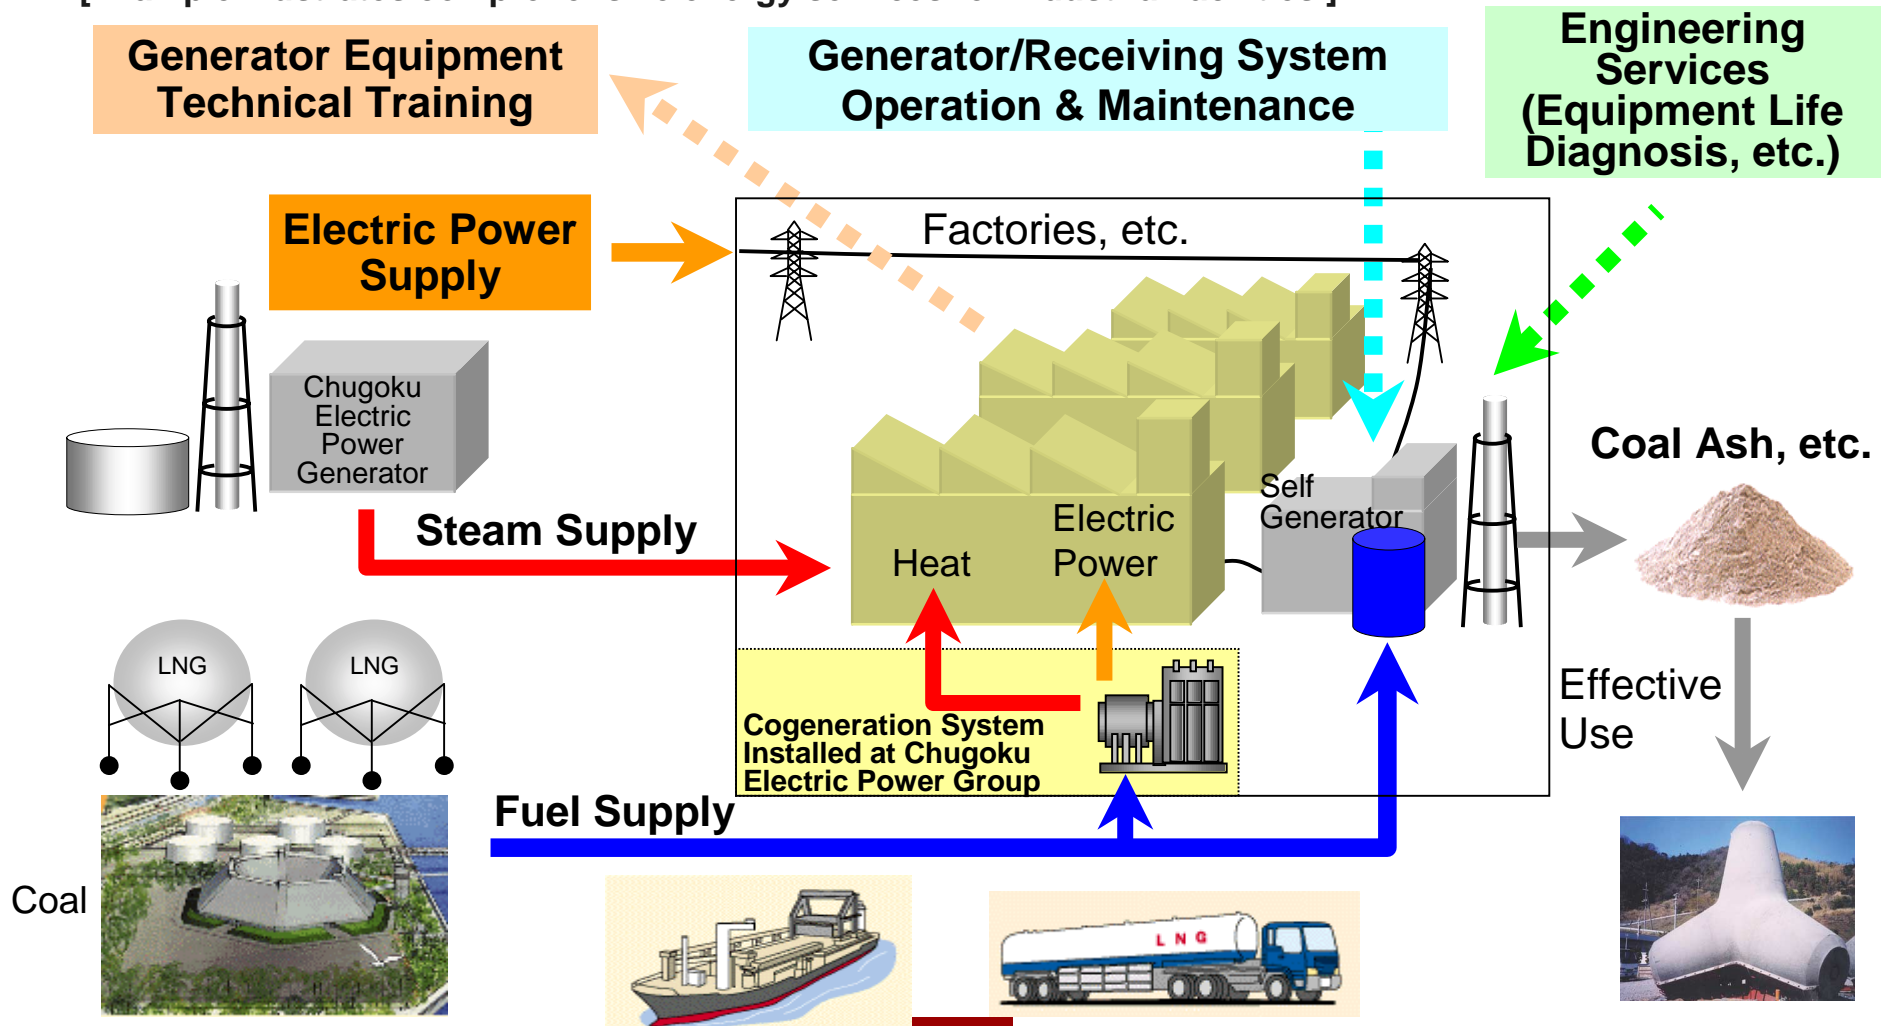 Generator Equipment
Technical Training
Generator/Receiving System
Operation & Maintenance
Engineering
Services
(Equipment Life
Diagnosis, etc.)
Electric Power
Supply
Factories, etc.
Chugoku
Electric
Power
Generator
Coal Ash, etc.
Self
Generator
Steam Supply
Electric
Power
Heat
LNG
LNG
Effective
Use
Cogeneration System
Installed at Chugoku
Electric Power Group
Fuel Supply
Coal
LNG